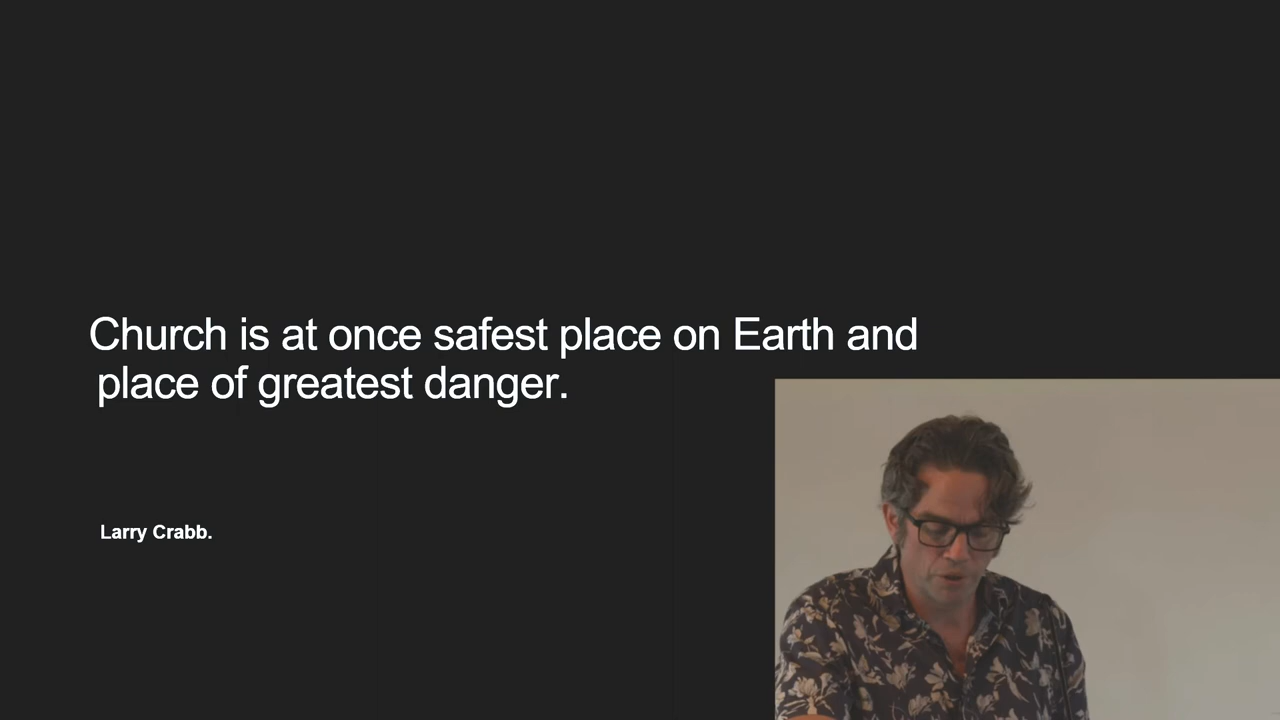 Church is at once safest place on Earth and
place of greatest danger.
Larry Crabb.